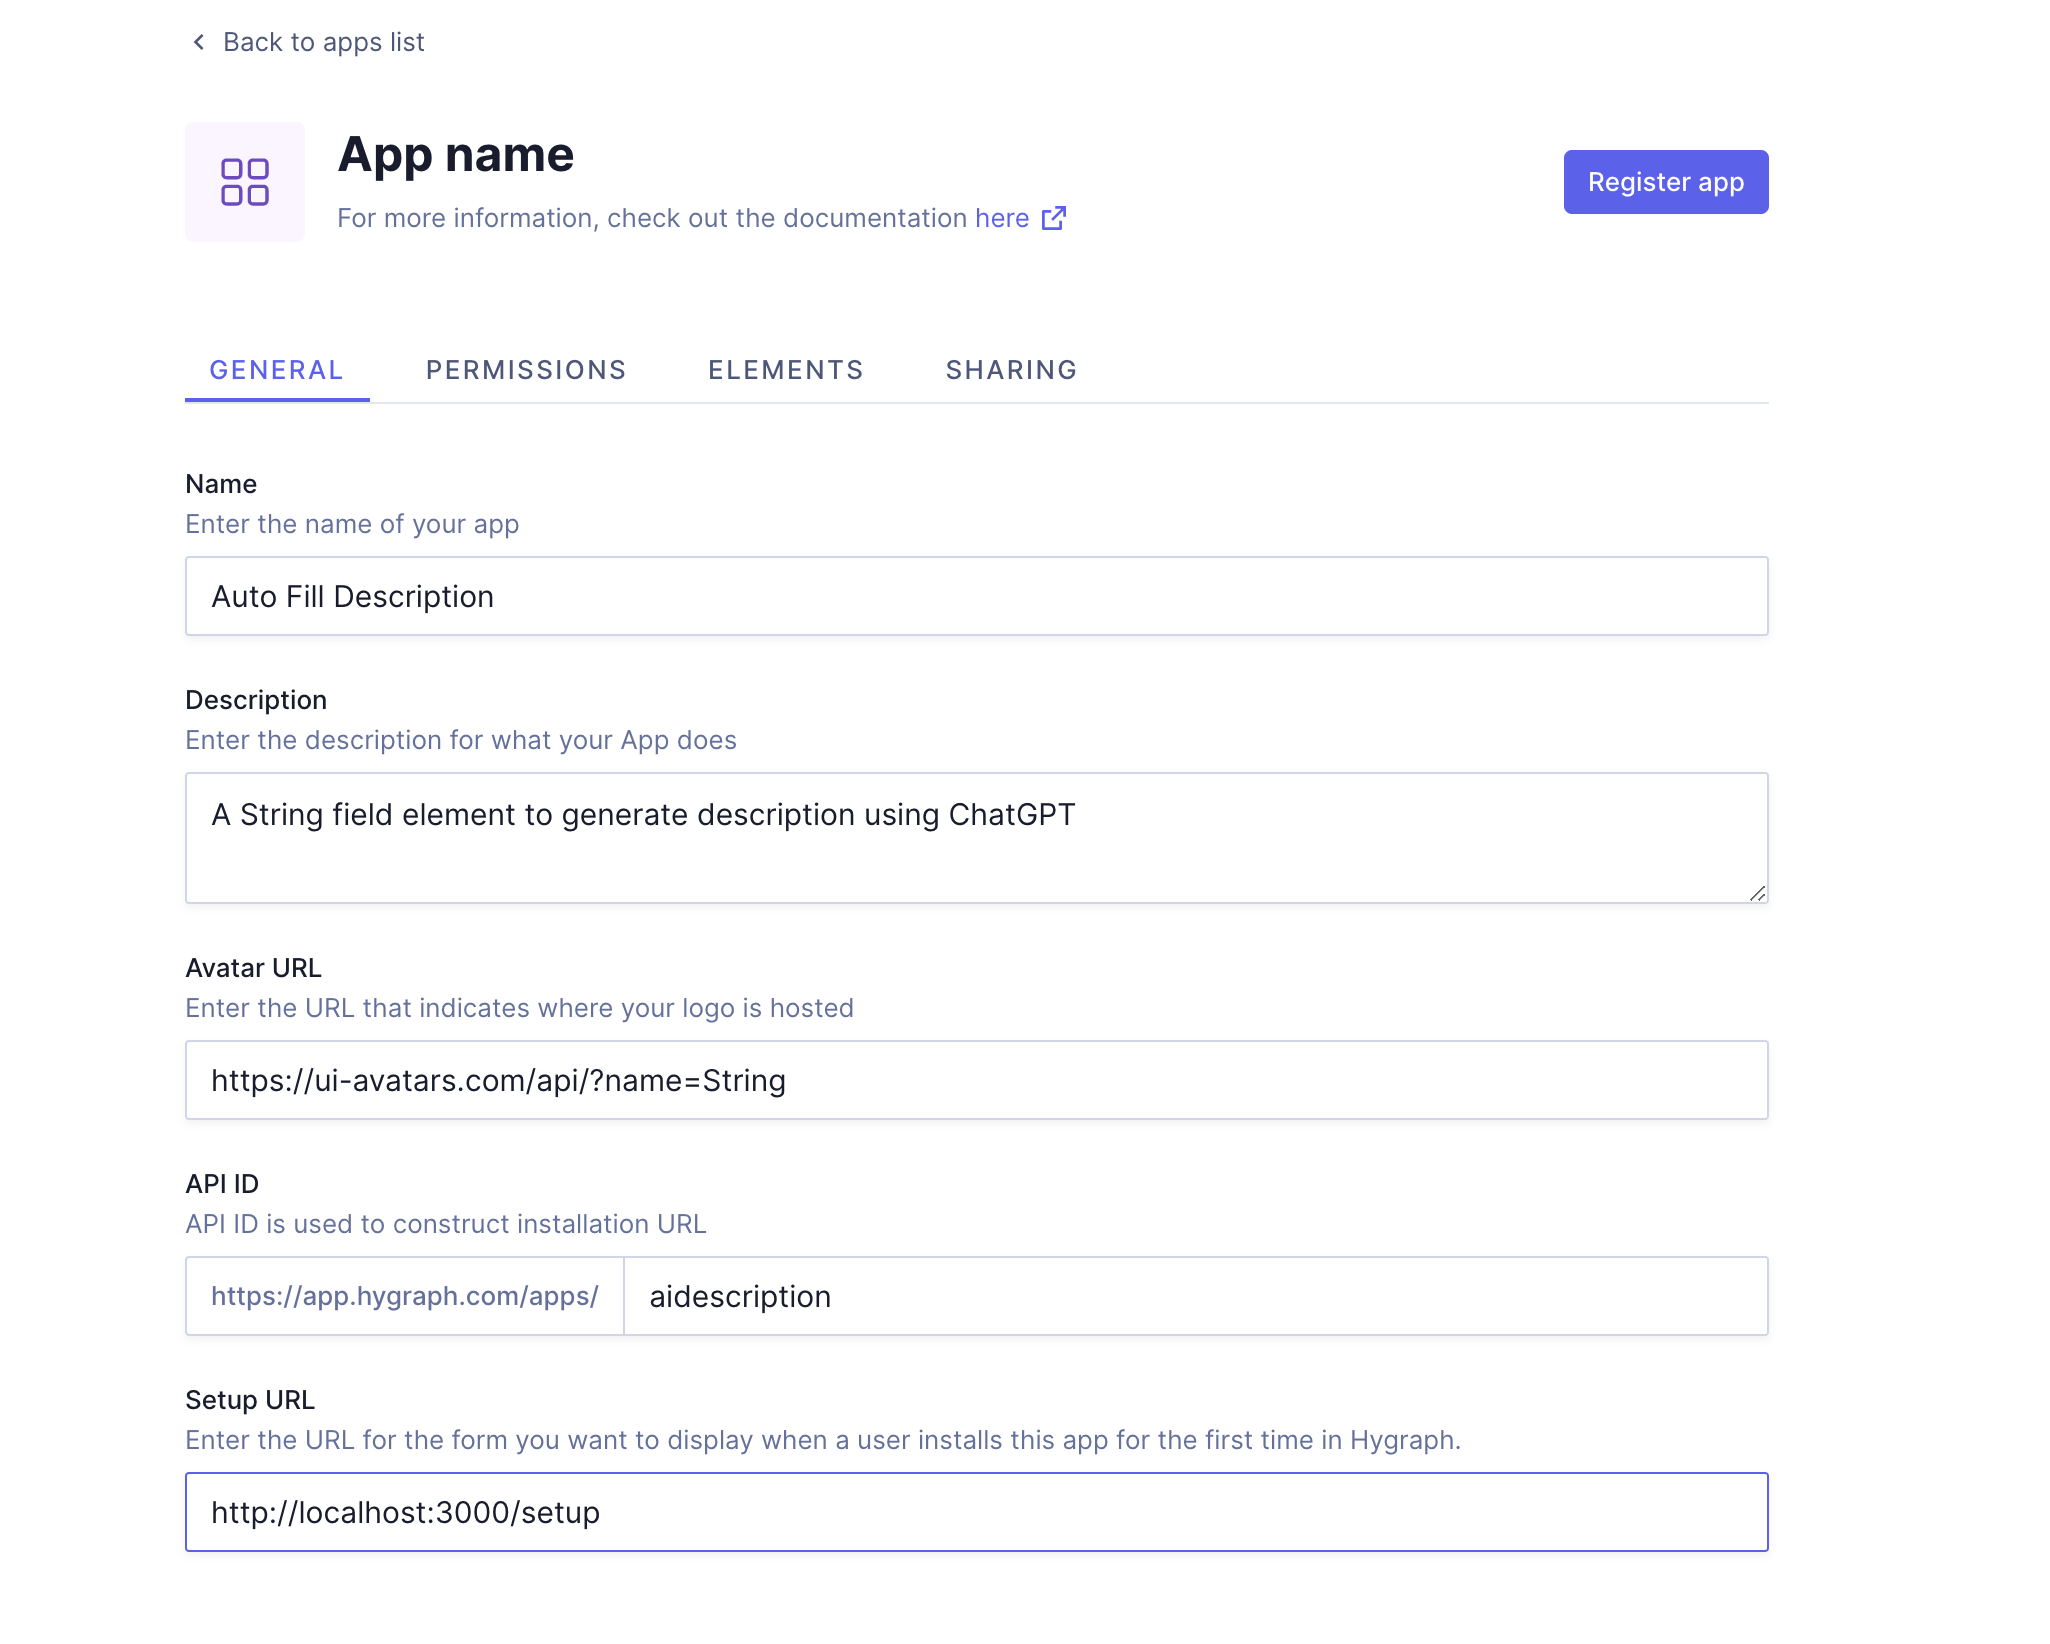 Back to apps list
App name
Register app
For more information, check out the documentation here
GENERAL PERMISSIONS ELEMENTS SHARING
Name
Enter the name of your app
Auto Fill Description
Description
Enter the description for what your App does
A String field element to generate description using ChatGPT
Avatar URL
Enter the URL that indicates where your logo is hosted
https://ui-avatars.com/api/?name=String
API ID
API ID is used to construct installation URL
https://app.hygraph.com/apps/ aidescription
Setup URL
Enter the URL for the form you want to display when a user installs this app for the first time in Hygraph.
http://localhost:3000/setup